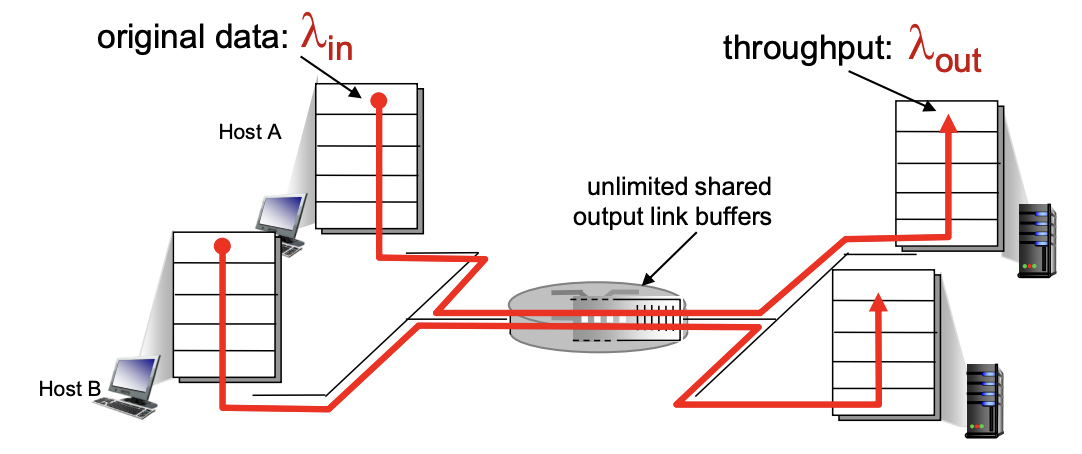 original data: λin
throughput: λout
Host A
unlimited shared
output link buffers
Host B